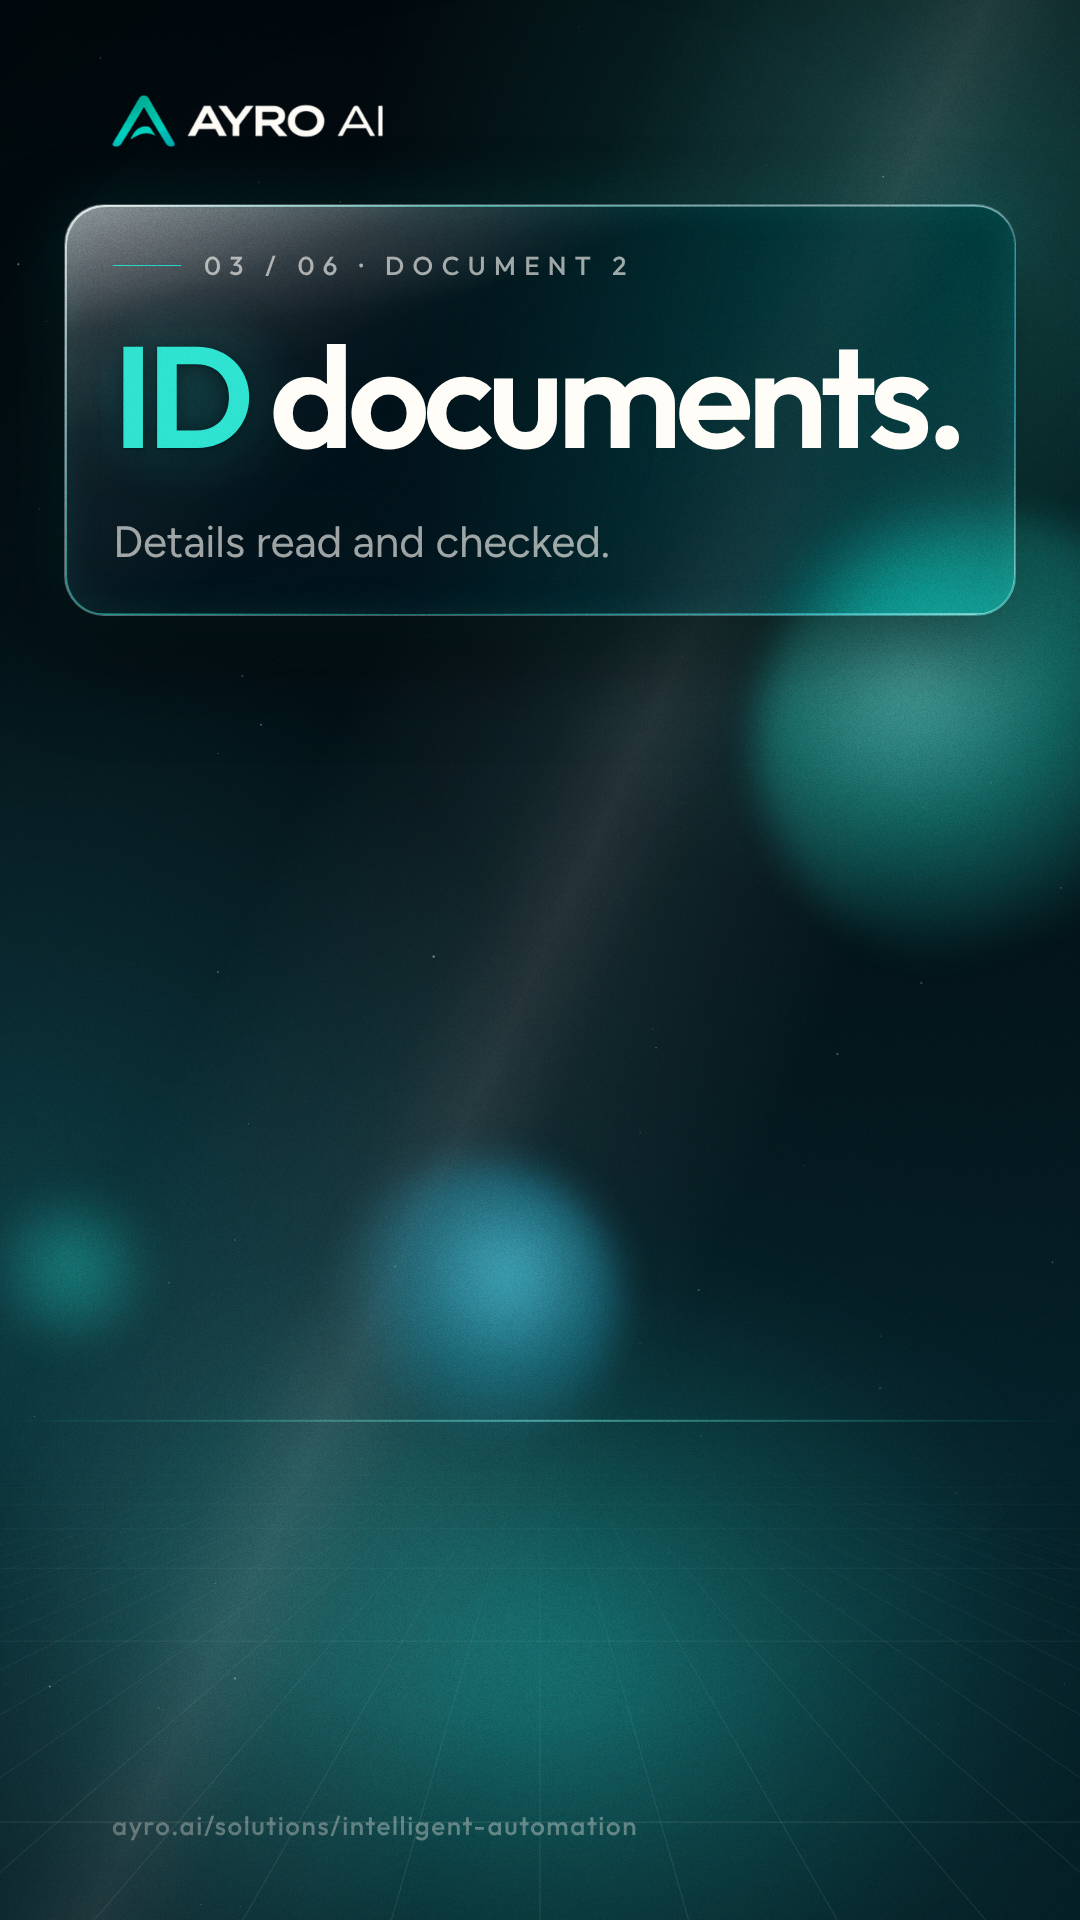 AYRO AI
03 / 06 · DOCUMENT 2
ID documents.
Details read and checked.
ayro.ai/solutions/intelligent-automation